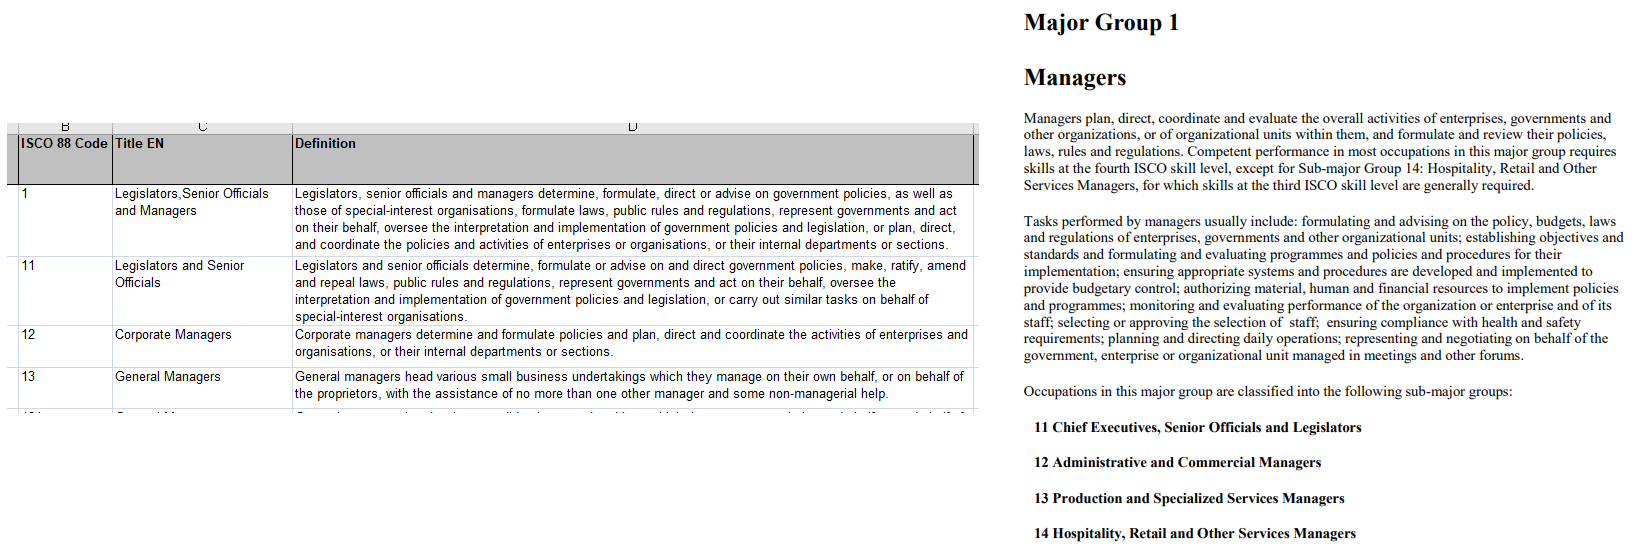 B C D
ISCO 88 Code Title EN Definition
1 Legislators,Senior Officials and Managers
Legislators, senior officials and managers determine, formulate, direct or advise on government policies, as well as
those of special-interest organisations, formulate laws, public rules and regulations, represent governments and act
on their behalf, oversee the interpretation and implementation of government policies and legislation, or plan, direct,
and coordinate the policies and activities of enterprises or organisations, or their internal departments or sections.
11 Legislators and Senior Officials
Legislators and senior officials determine, formulate or advise on and direct government policies, make, ratify, amend
and repeal laws, public rules and regulations, represent governments and act on their behalf, oversee the
interpretation and implementation of government policies and legislation, or carry out similar tasks on behalf of
special-interest organisations.
12 Corporate Managers
Corporate managers determine and formulate policies and plan, direct and coordinate the activities of enterprises and
organisations, or their internal departments or sections.
13 General Managers
General managers head various small business undertakings which they manage on their own behalf, or on behalf of
the proprietors, with the assistance of no more than one other manager and some non-managerial help.
Major Group 1
Managers
Managers plan, direct, coordinate and evaluate the overall activities of enterprises, governments and
other organizations, or of organizational units within them, and formulate and review their policies,
laws, rules and regulations. Competent performance in most occupations in this major group requires
skills at the fourth ISCO skill level, except for Sub-major Group 14: Hospitality, Retail and Other
Services Managers, for which skills at the third ISCO skill level are generally required.
Tasks performed by managers usually include: formulating and advising on the policy, budgets, laws
and regulations of enterprises, governments and other organizational units; establishing objectives and
standards and formulating and evaluating programmes and policies and procedures for their
implementation; ensuring appropriate systems and procedures are developed and implemented to
provide budgetary control; authorizing material, human and financial resources to implement policies
and programmes; monitoring and evaluating performance of the organization or enterprise and of its
staff; selecting or approving the selection of staff; ensuring compliance with health and safety
requirements; planning and directing daily operations; representing and negotiating on behalf of the
government, enterprise or organizational unit managed in meetings and other forums.
Occupations in this major group are classified into the following sub-major groups:
11 Chief Executives, Senior Officials and Legislators
12 Administrative and Commercial Managers
13 Production and Specialized Services Managers
14 Hospitality, Retail and Other Services Managers